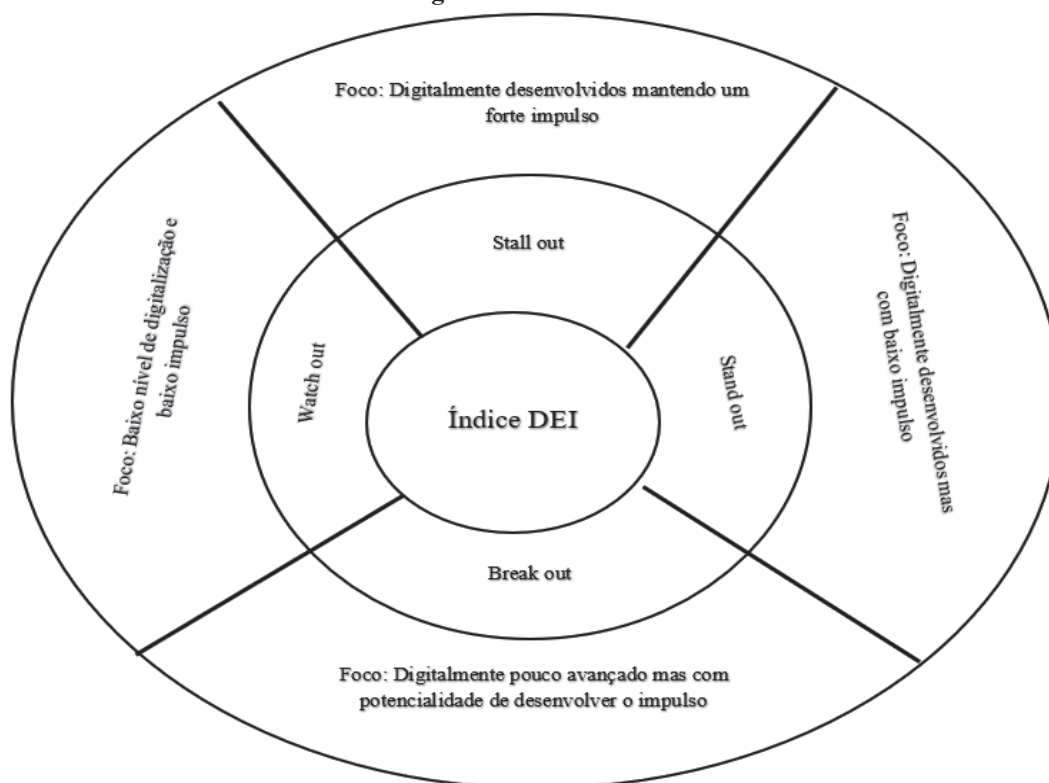 Foco: Digitalmente desenvolvidos mantendo um
forte impulso
Stall out
Foco: Baixo nível de digitalização e
baixo impulso
Watch out
Índice DEI
Stand out
Foco: Digitalmente desenvolvidos mas
com baixo impulso
Break out
Foco: Digitalmente pouco avançado mas com
potencialidade de desenvolver o impulso